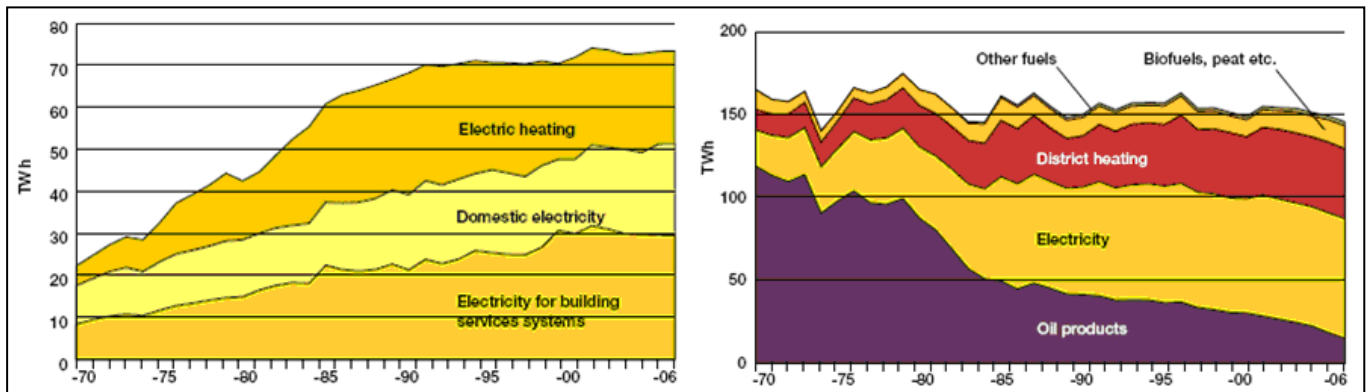 80
70
60
50
40
30
20
10
0
TWh
Electric heating
Domestic electricity
Electricity for building
services systems
-70 -75 -80 -85 -90 -95 -00 -06
200
150
100
50
0
TWh
Other fuels
Biofuels, peat etc.
District heating
Electricity
Oil products
-70 -75 -80 -85 -90 -95 -00 -06